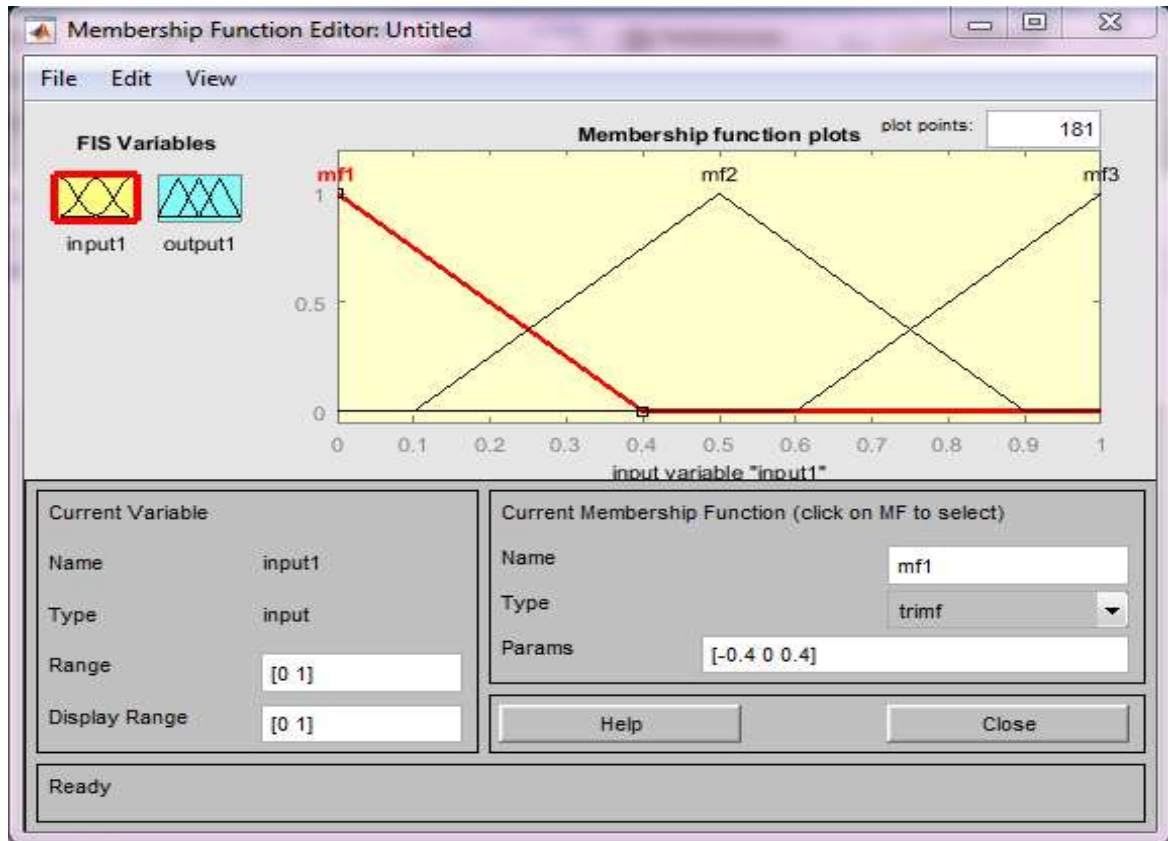 Membership Function Editor: Untitled
File Edit View
FIS Variables
input1 output1
Membership function plots plot points: 181
mf1 mf2 mf3
1
0.5
0
0 0.1 0.2 0.3 0.4 0.5 0.6 0.7 0.8 0.9 1
input variable "input1"
Current Variable
Name input1
Type input
Range [0 1]
Display Range [0 1]
Current Membership Function (click on MF to select)
Name mf1
Type trimf
Params [-0.4 0 0.4]
Help Close
Ready